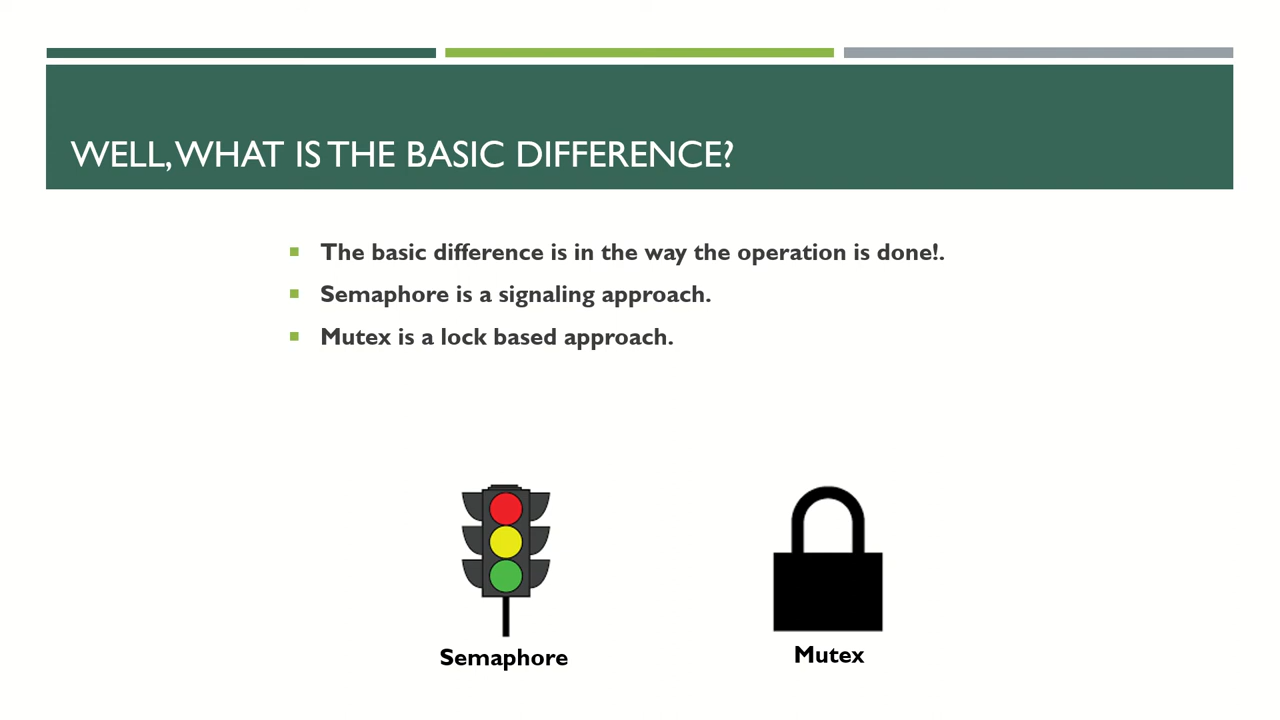 WELL, WHAT IS THE BASIC DIFFERENCE?
The basic difference is in the way the operation is done!.
Semaphore is a signaling approach.
Mutex is a lock based approach.
Semaphore
Mutex